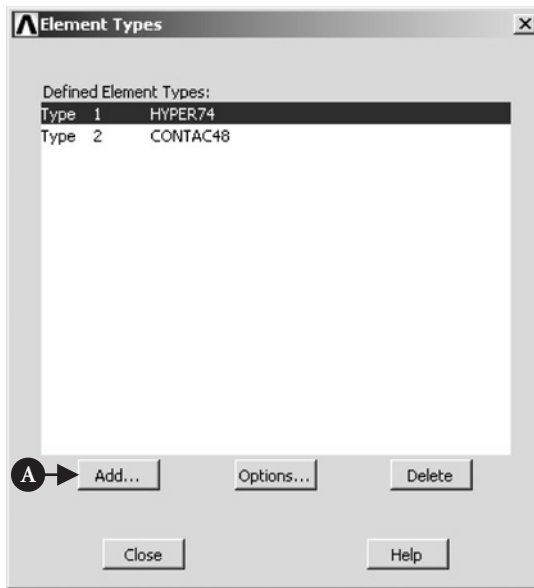 Element Types
Defined Element Types:
Type 1 HYPER74
Type 2 CONTAC48
A Add... Options... Delete
Close Help